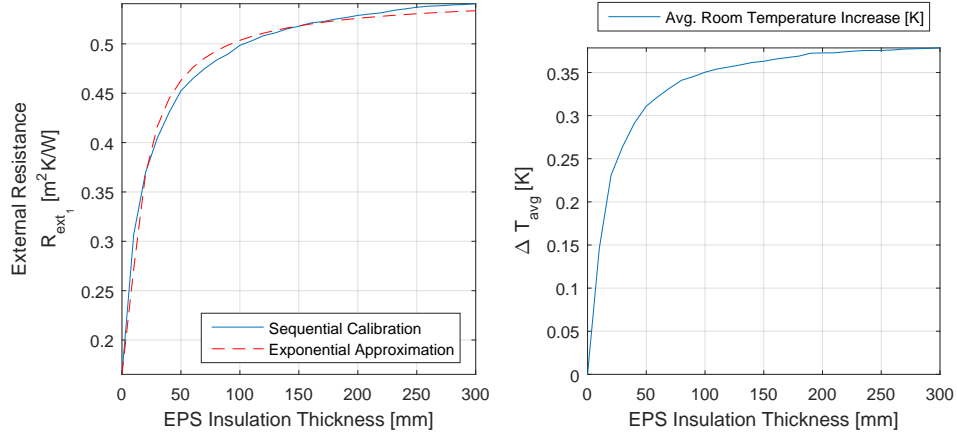 External Resistance
R_ext_1 [m²K/W]
0.5
0.45
0.4
0.35
0.3
0.25
0.2
Sequential Calibration
Exponential Approximation
0 50 100 150 200 250 300
EPS Insulation Thickness [mm]
Avg. Room Temperature Increase [K]
Δ T_avg [K]
0.35
0.3
0.25
0.2
0.15
0.1
0.05
0
0 50 100 150 200 250 300
EPS Insulation Thickness [mm]